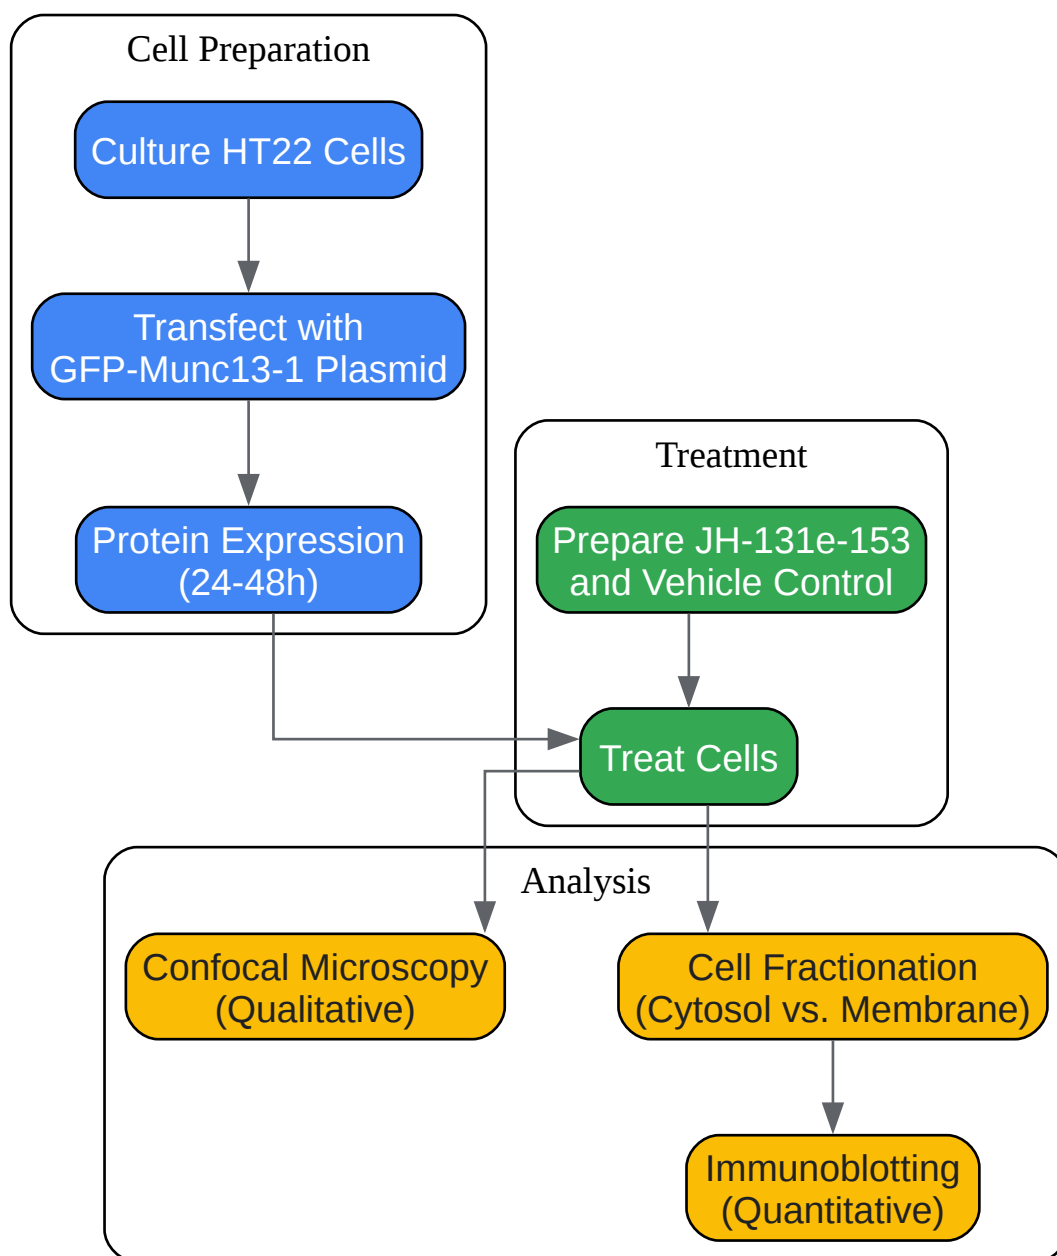 Cell Preparation
Culture HT22 Cells
Transfect with
GFP-Munc13-1 Plasmid
Protein Expression
(24-48h)
Treatment
Prepare JH-131e-153
and Vehicle Control
Treat Cells
Analysis
Confocal Microscopy
(Qualitative)
Cell Fractionation
(Cytosol vs. Membrane)
Immunoblotting
(Quantitative)